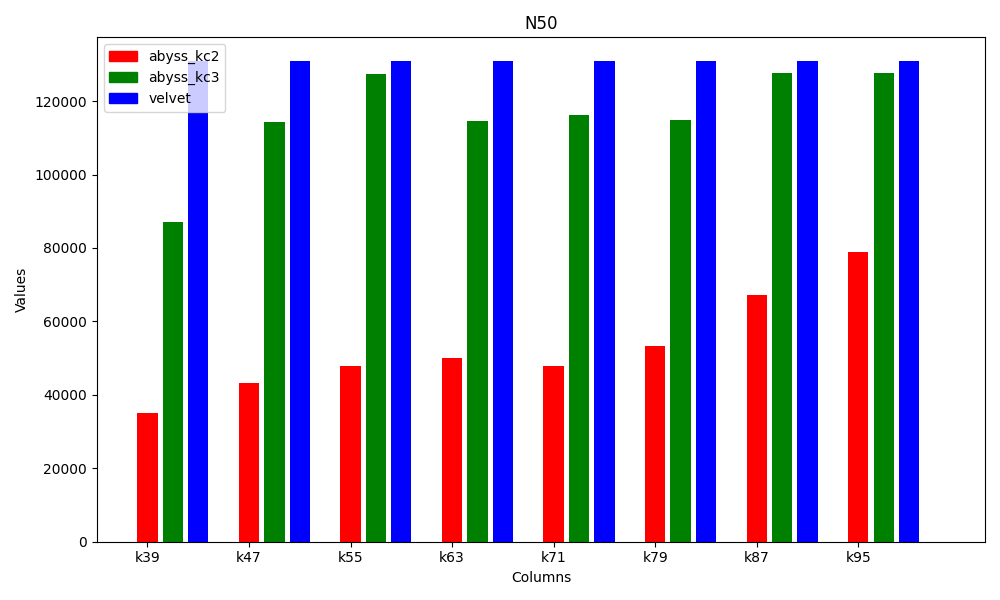 N50
abyss_kc2
abyss_kc3
velvet
Values
120000
100000
80000
60000
40000
20000
0
k39 k47 k55 k63 k71 k79 k87 k95
Columns